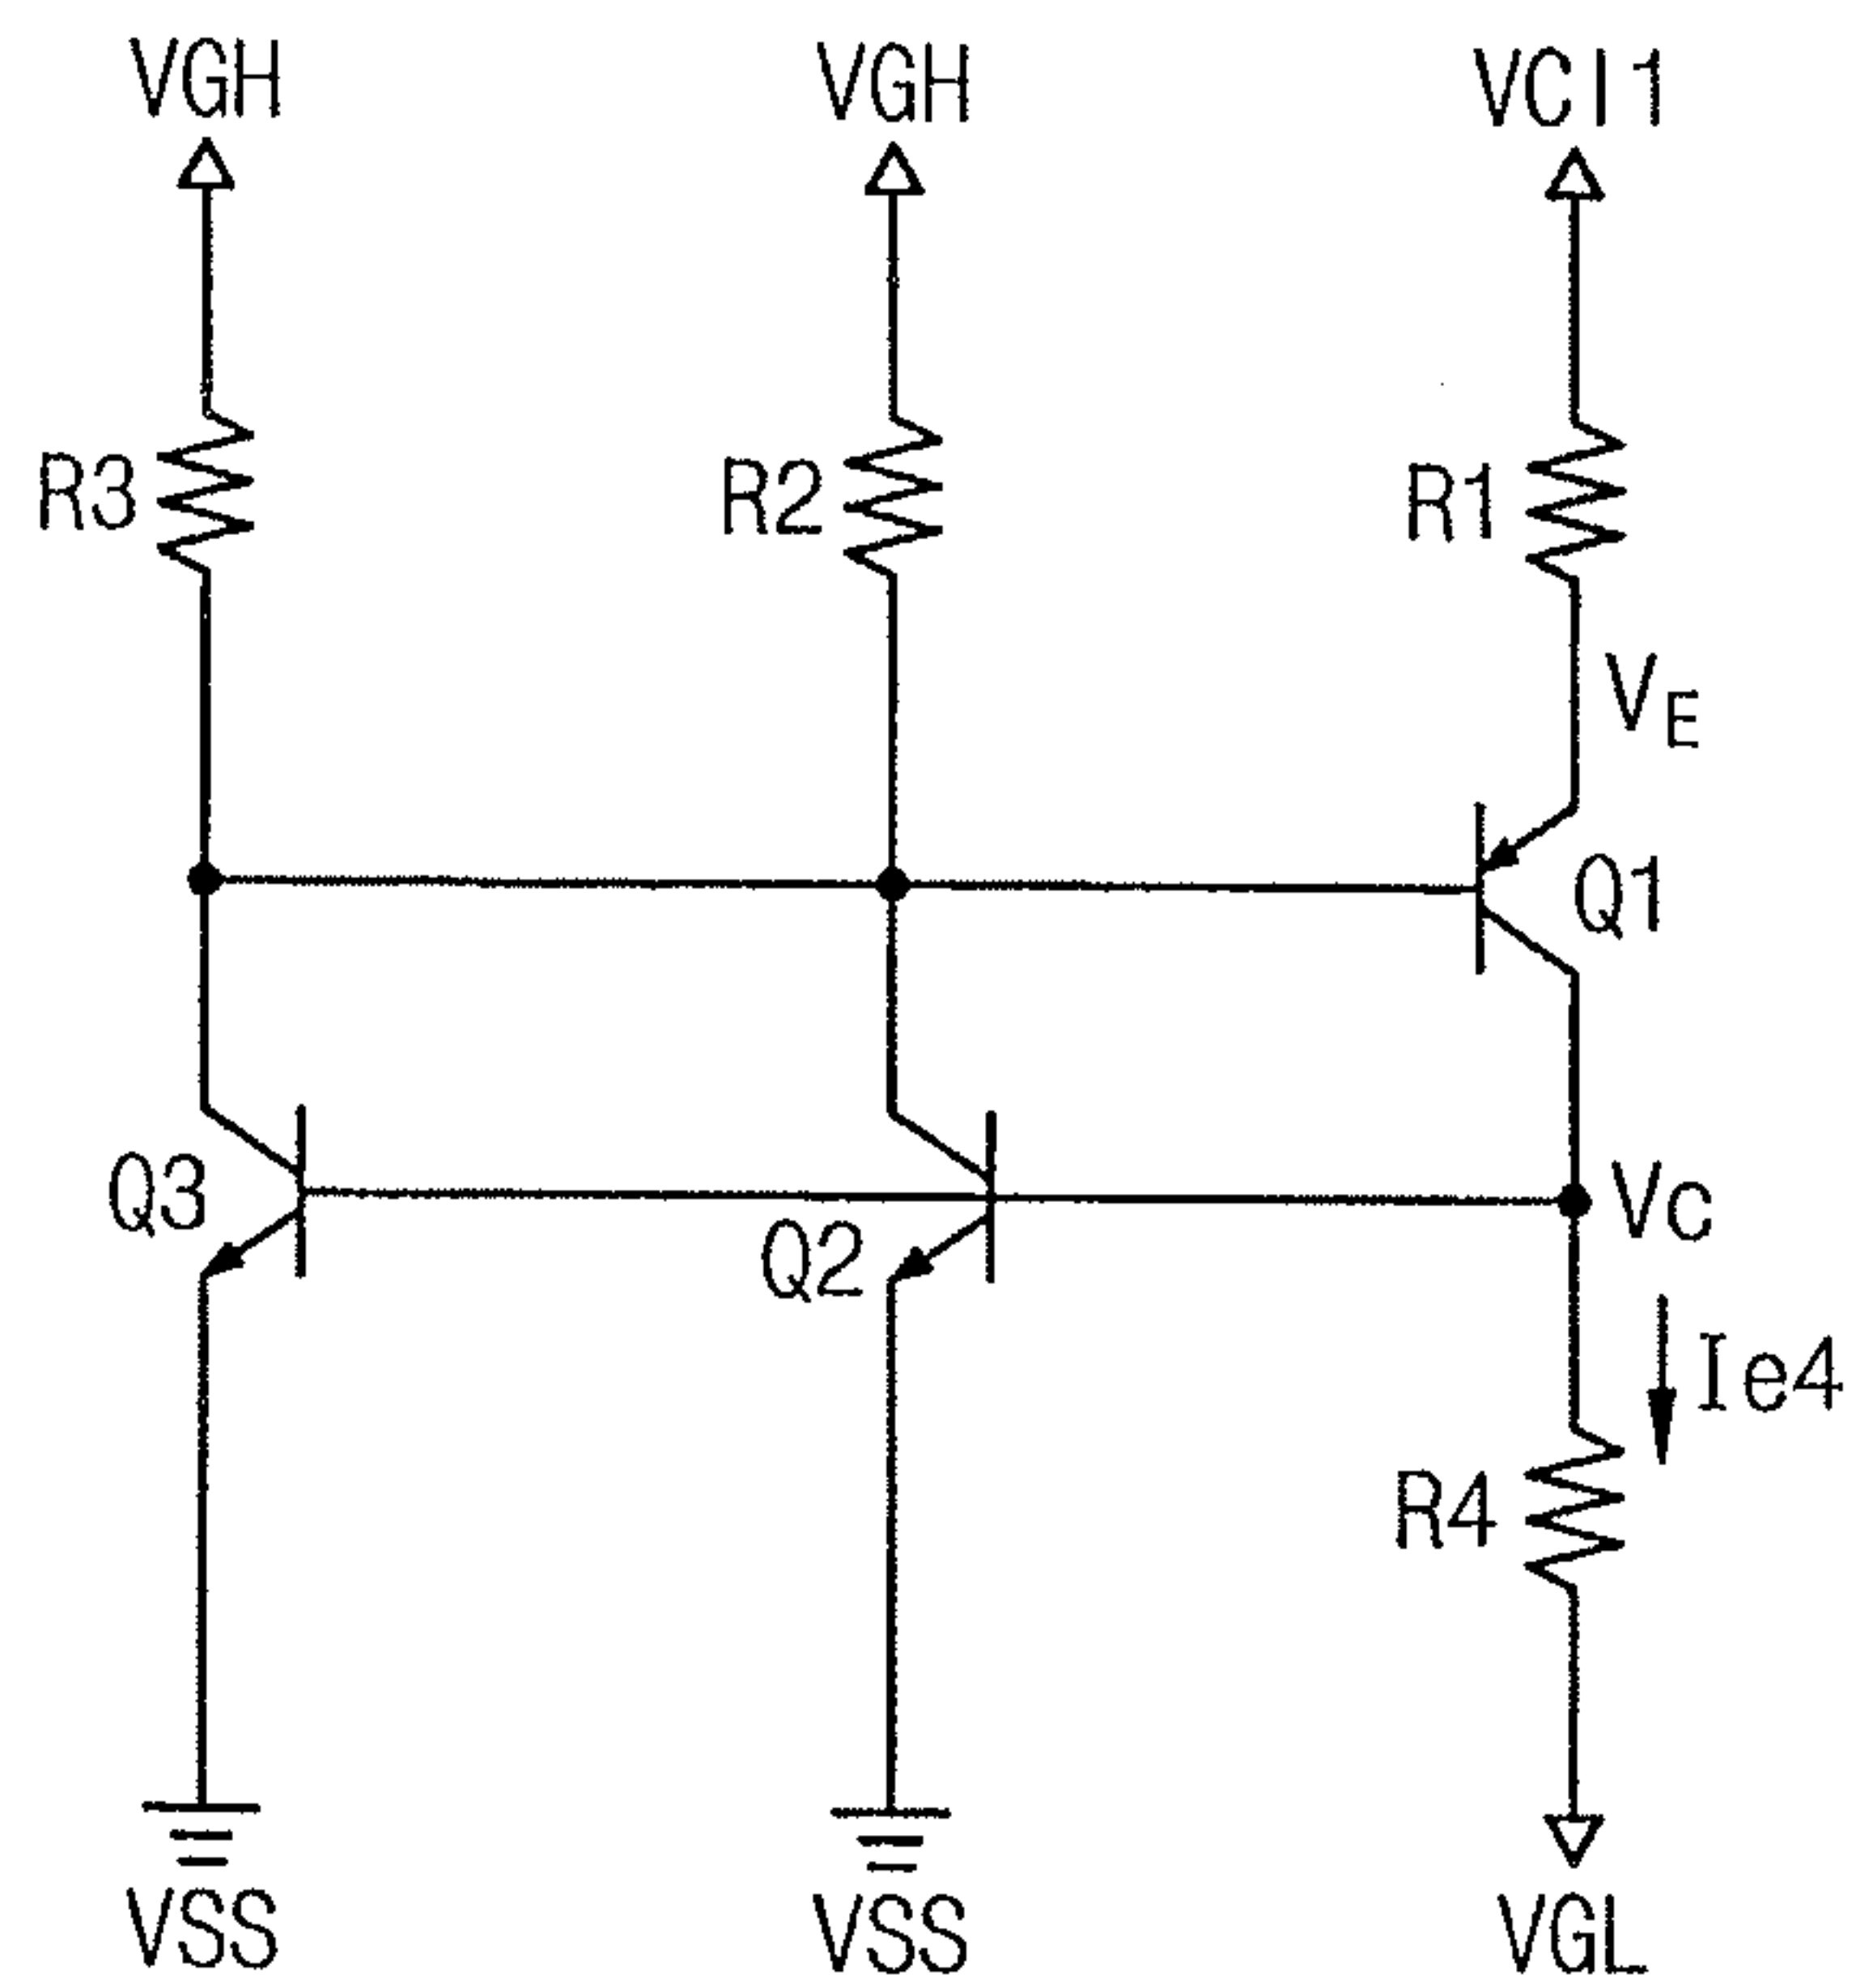 VGH VGH VCI1
R3 R2 R1
VE
Q1
Q3 Q2 VC
Ie4
R4
VSS VSS VGL